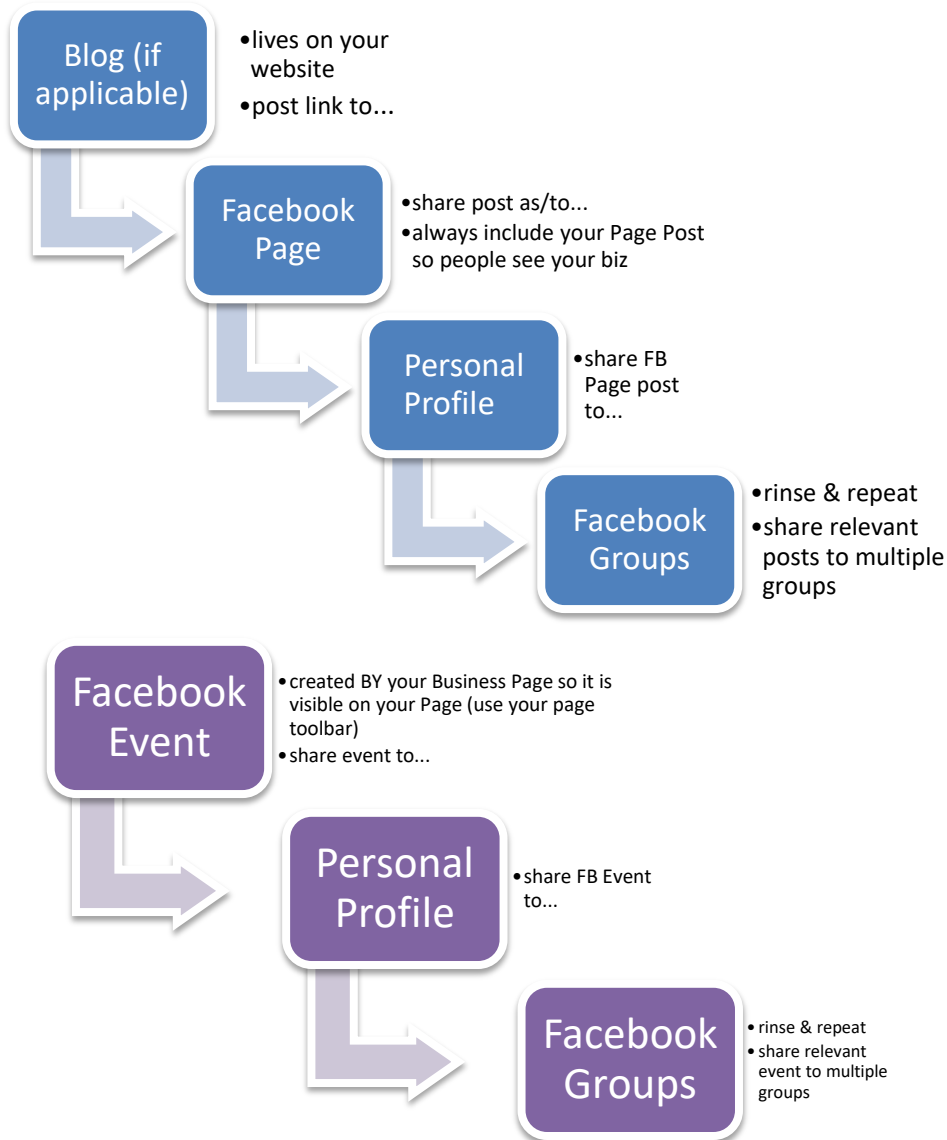 Blog (if
applicable)
•lives on your
website
•post link to...
Facebook
Page
•share post as/to...
•always include your Page Post
so people see your biz
Personal
Profile
•share FB
Page post
to...
Facebook
Groups
•rinse & repeat
•share relevant
posts to multiple
groups
Facebook
Event
•created BY your Business Page so it is
visible on your Page (use your page
toolbar)
•share event to...
Personal
Profile
•share FB Event
to...
Facebook
Groups
•rinse & repeat
•share relevant
event to multiple
groups